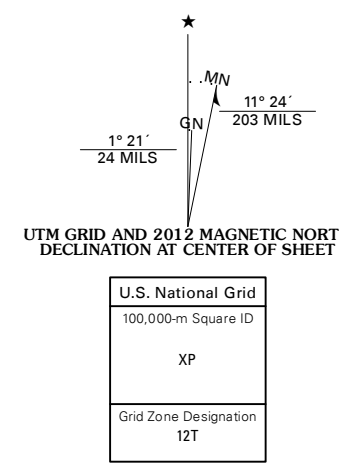 ★
MN
GN
11° 24´
203 MILS
1° 21´
24 MILS
UTM GRID AND 2012 MAGNETIC NORT
DECLINATION AT CENTER OF SHEET
U.S. National Grid
100,000-m Square ID
XP
Grid Zone Designation
12T